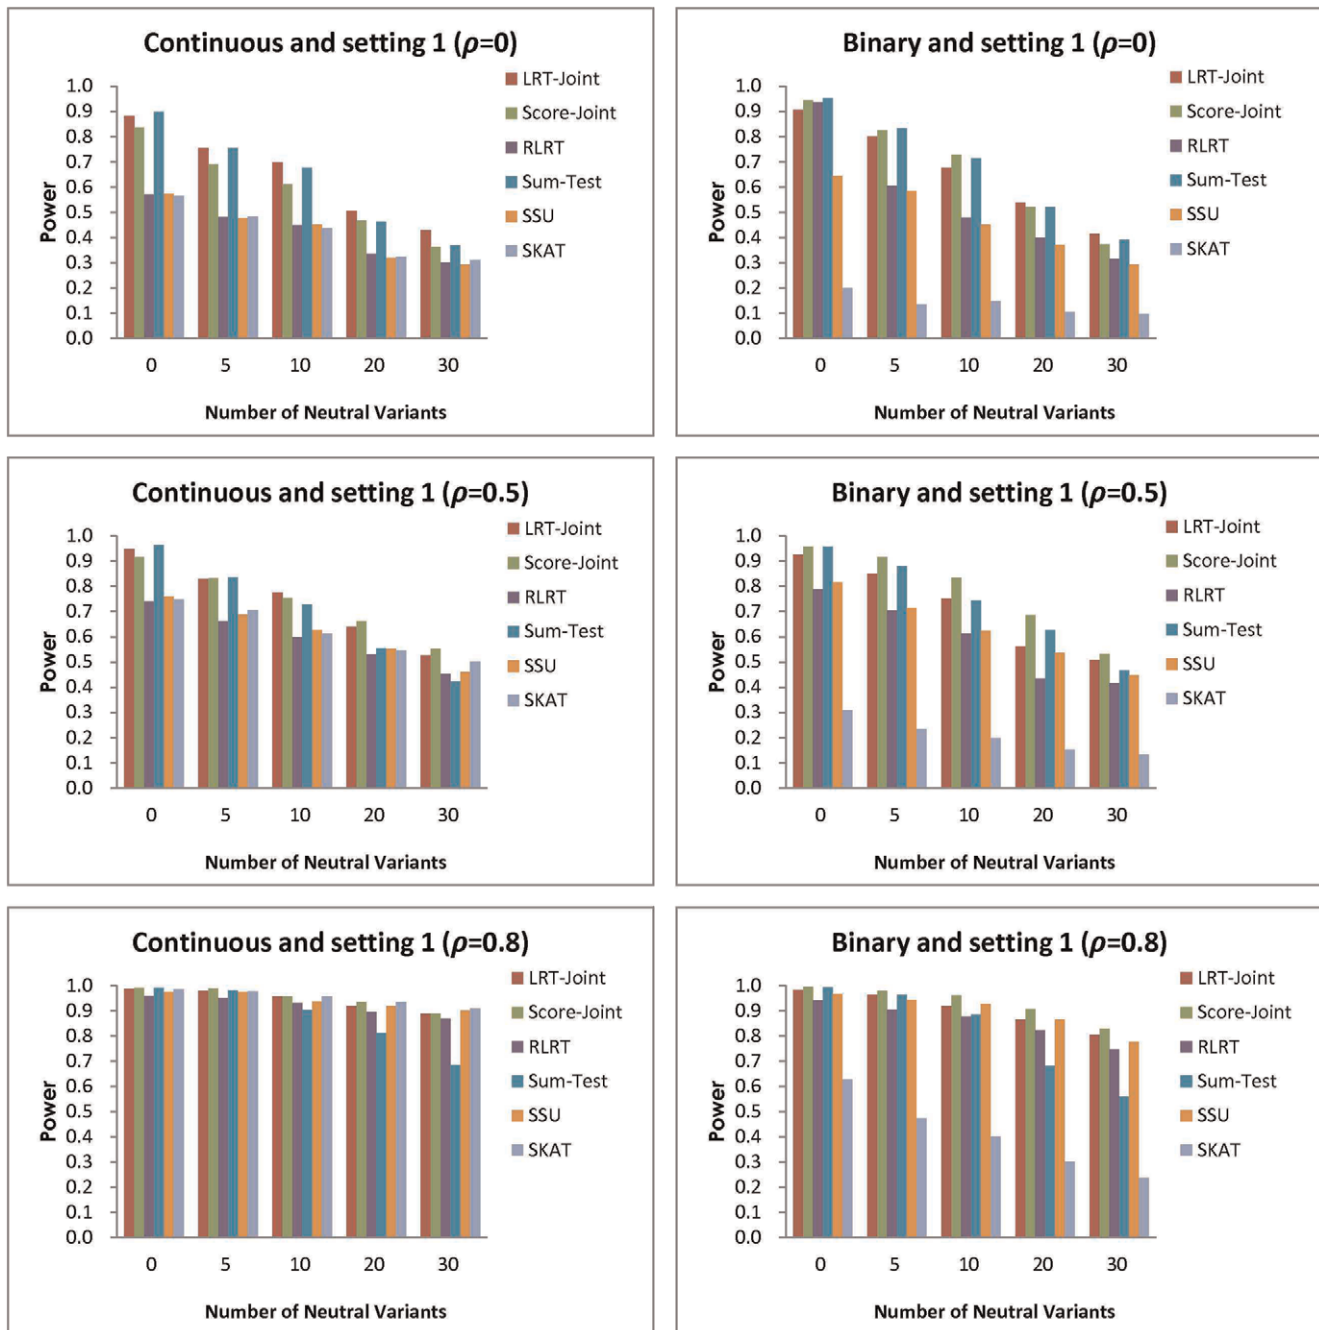 Continuous and setting 1 (ρ=0)
Power
1.0
0.9
0.8
0.7
0.6
0.5
0.4
0.3
0.2
0.1
0.0
0 5 10 20 30
Number of Neutral Variants
LRT-Joint
Score-Joint
RLRT
Sum-Test
SSU
SKAT
Binary and setting 1 (ρ=0)
Power
1.0
0.9
0.8
0.7
0.6
0.5
0.4
0.3
0.2
0.1
0.0
0 5 10 20 30
Number of Neutral Variants
LRT-Joint
Score-Joint
RLRT
Sum-Test
SSU
SKAT
Continuous and setting 1 (ρ=0.5)
Power
1.0
0.9
0.8
0.7
0.6
0.5
0.4
0.3
0.2
0.1
0.0
0 5 10 20 30
Number of Neutral Variants
LRT-Joint
Score-Joint
RLRT
Sum-Test
SSU
SKAT
Binary and setting 1 (ρ=0.5)
Power
1.0
0.9
0.8
0.7
0.6
0.5
0.4
0.3
0.2
0.1
0.0
0 5 10 20 30
Number of Neutral Variants
LRT-Joint
Score-Joint
RLRT
Sum-Test
SSU
SKAT
Continuous and setting 1 (ρ=0.8)
Power
1.0
0.9
0.8
0.7
0.6
0.5
0.4
0.3
0.2
0.1
0.0
0 5 10 20 30
Number of Neutral Variants
LRT-Joint
Score-Joint
RLRT
Sum-Test
SSU
SKAT
Binary and setting 1 (ρ=0.8)
Power
1.0
0.9
0.8
0.7
0.6
0.5
0.4
0.3
0.2
0.1
0.0
0 5 10 20 30
Number of Neutral Variants
LRT-Joint
Score-Joint
RLRT
Sum-Test
SSU
SKAT